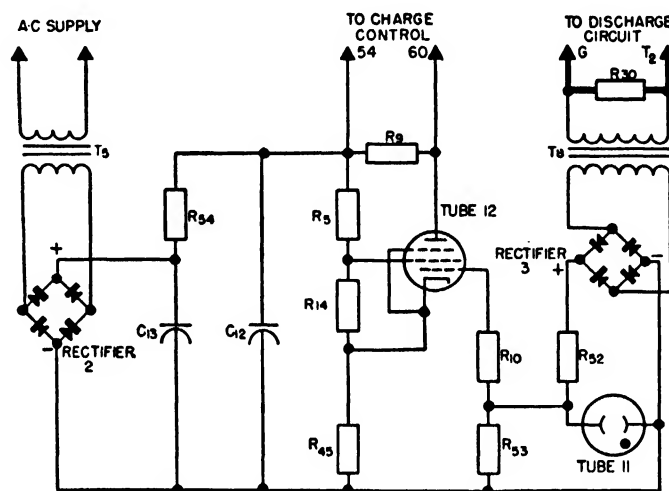 A-C SUPPLY
TO CHARGE
CONTROL
54 60
TO DISCHARGE
CIRCUIT
G T2
R30
T5
R9
T8
R54
R5
TUBE 12
+
RECTIFIER
3
+ -
R14
C13
C12
-
RECTIFIER
2
R10
R52
R45
R53
TUBE 11